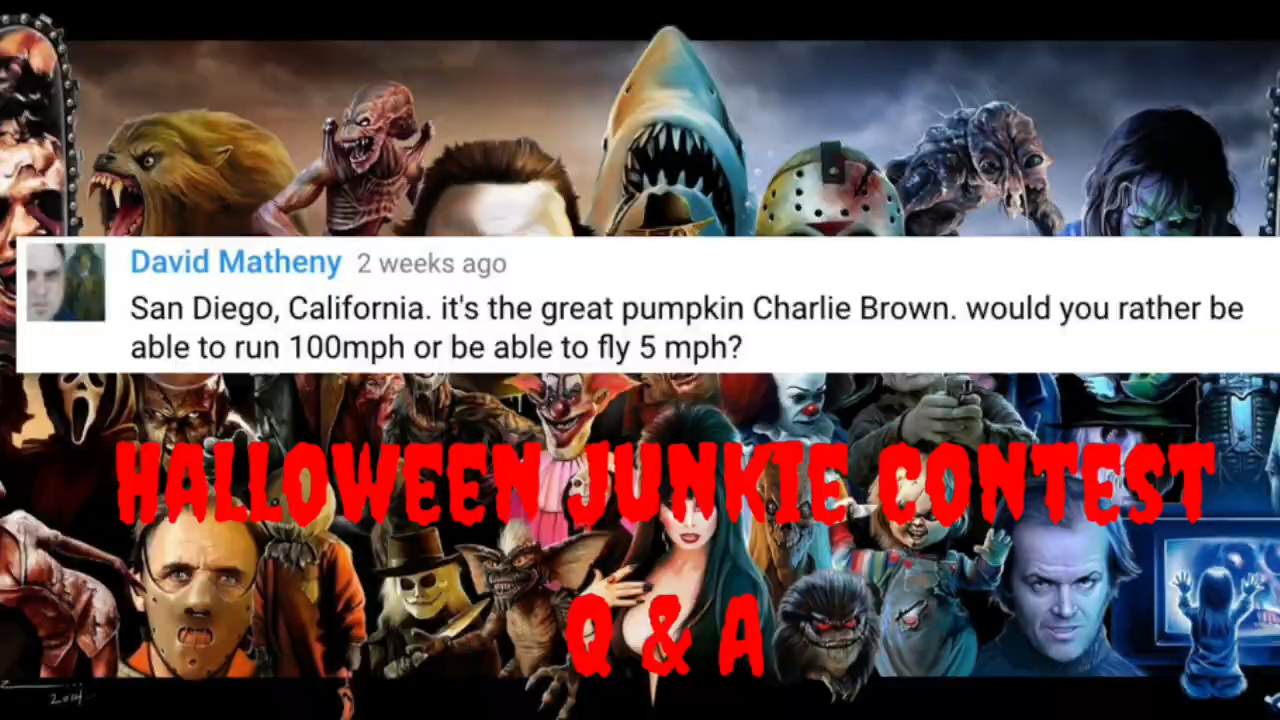 David Matheny 2 weeks ago
San Diego, California. it's the great pumpkin Charlie Brown. would you rather be
able to run 100mph or be able to fly 5 mph?
HALLOWEEN JUNKIE CONTEST
Q & A
2014